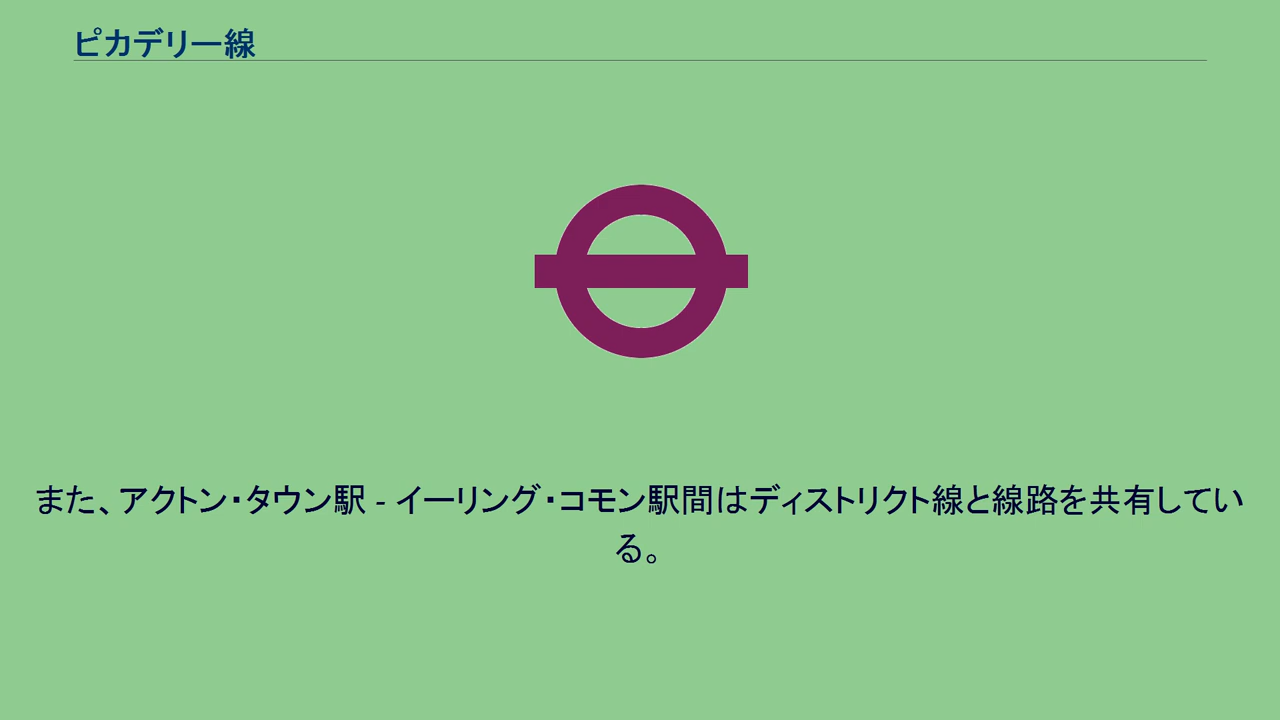 ピカデリー線
また、アクトン・タウン駅 - イーリング・コモン駅間はディストリクト線と線路を共有してい
る。